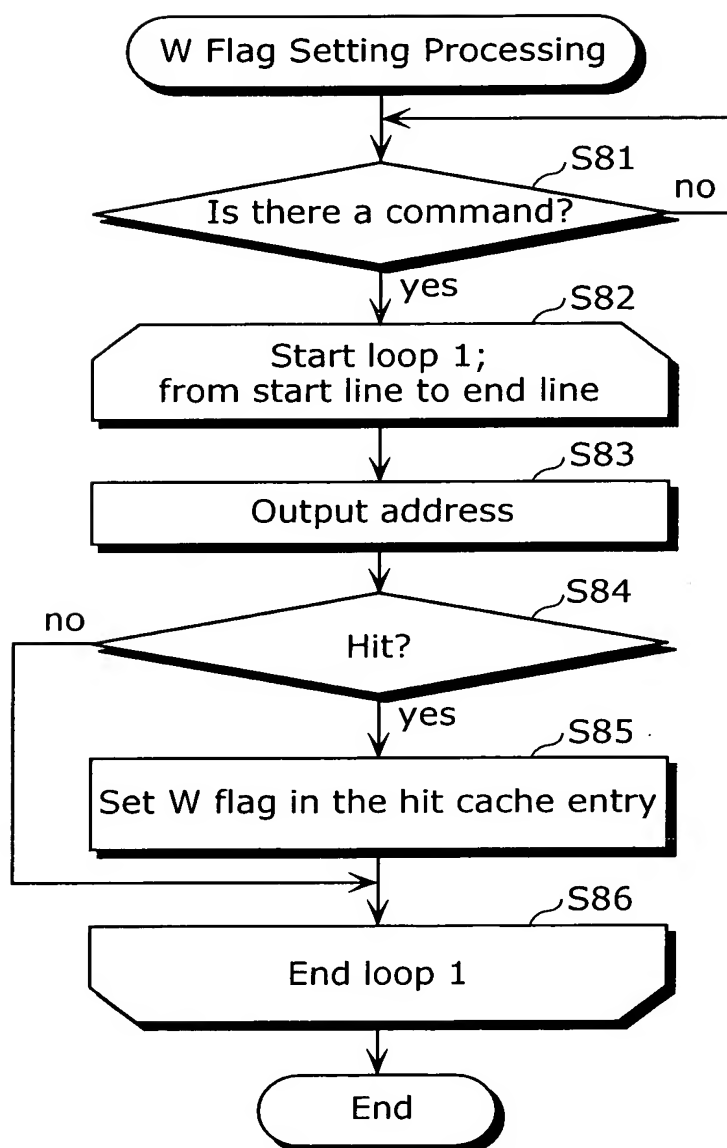 W Flag Setting Processing
S81
Is there a command?
no
yes
S82
Start loop 1;
from start line to end line
S83
Output address
S84
no
Hit?
yes
S85
Set W flag in the hit cache entry
S86
End loop 1
End